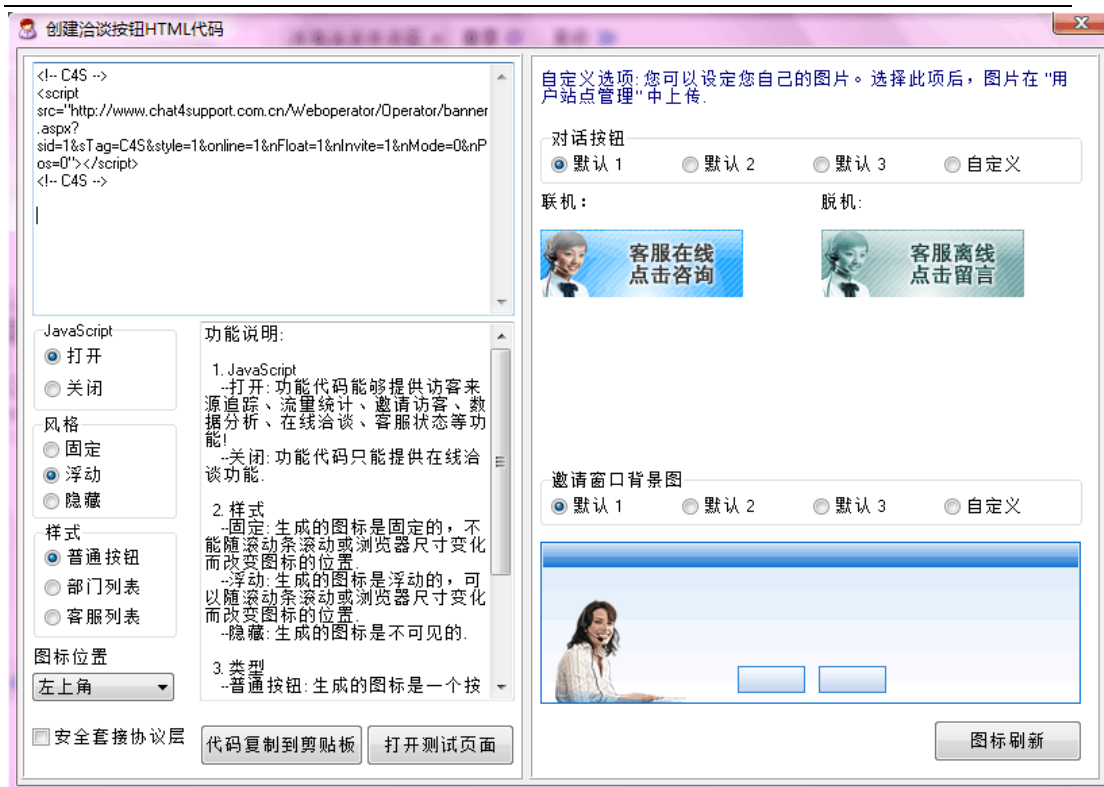 创建洽谈按钮HTML代码
<!-- C4S -->
<script
src="http://www.chat4support.com.cn/Weboperator/Operator/banner
.aspx?
sid=1&sTag=C4S&style=1&online=1&nFloat=1&nInvite=1&nMode=0&nP
os=0"></script>
<!-- C4S -->
JavaScript
打开
关闭
风格
固定
浮动
隐藏
样式
普通按钮
部门列表
客服列表
图标位置
左上角
安全套接协议层
功能说明:
1. JavaScript
--打开: 功能代码能够提供访客来
源追踪、流量统计、邀请访客、数
据分析、在线洽谈、客服状态等功
能!
--关闭: 功能代码只能提供在线洽
谈功能.
2. 样式
--固定: 生成的图标是固定的，不
能随滚动条滚动或浏览器尺寸变化
而改变图标的位置.
--浮动: 生成的图标是浮动的，可
以随滚动条滚动或浏览器尺寸变化
而改变图标的位置.
--隐藏: 生成的图标是不可见的.
3. 类型
--普通按钮: 生成的图标是一个按
代码复制到剪贴板
打开测试页面
自定义选项: 您可以设定您自己的图片。选择此项后，图片在 "用
户站点管理" 中上传.
对话按钮
默认 1 默认 2 默认 3 自定义
联机： 脱机:
客服在线
点击咨询
客服离线
点击留言
邀请窗口背景图
默认 1 默认 2 默认 3 自定义
图标刷新